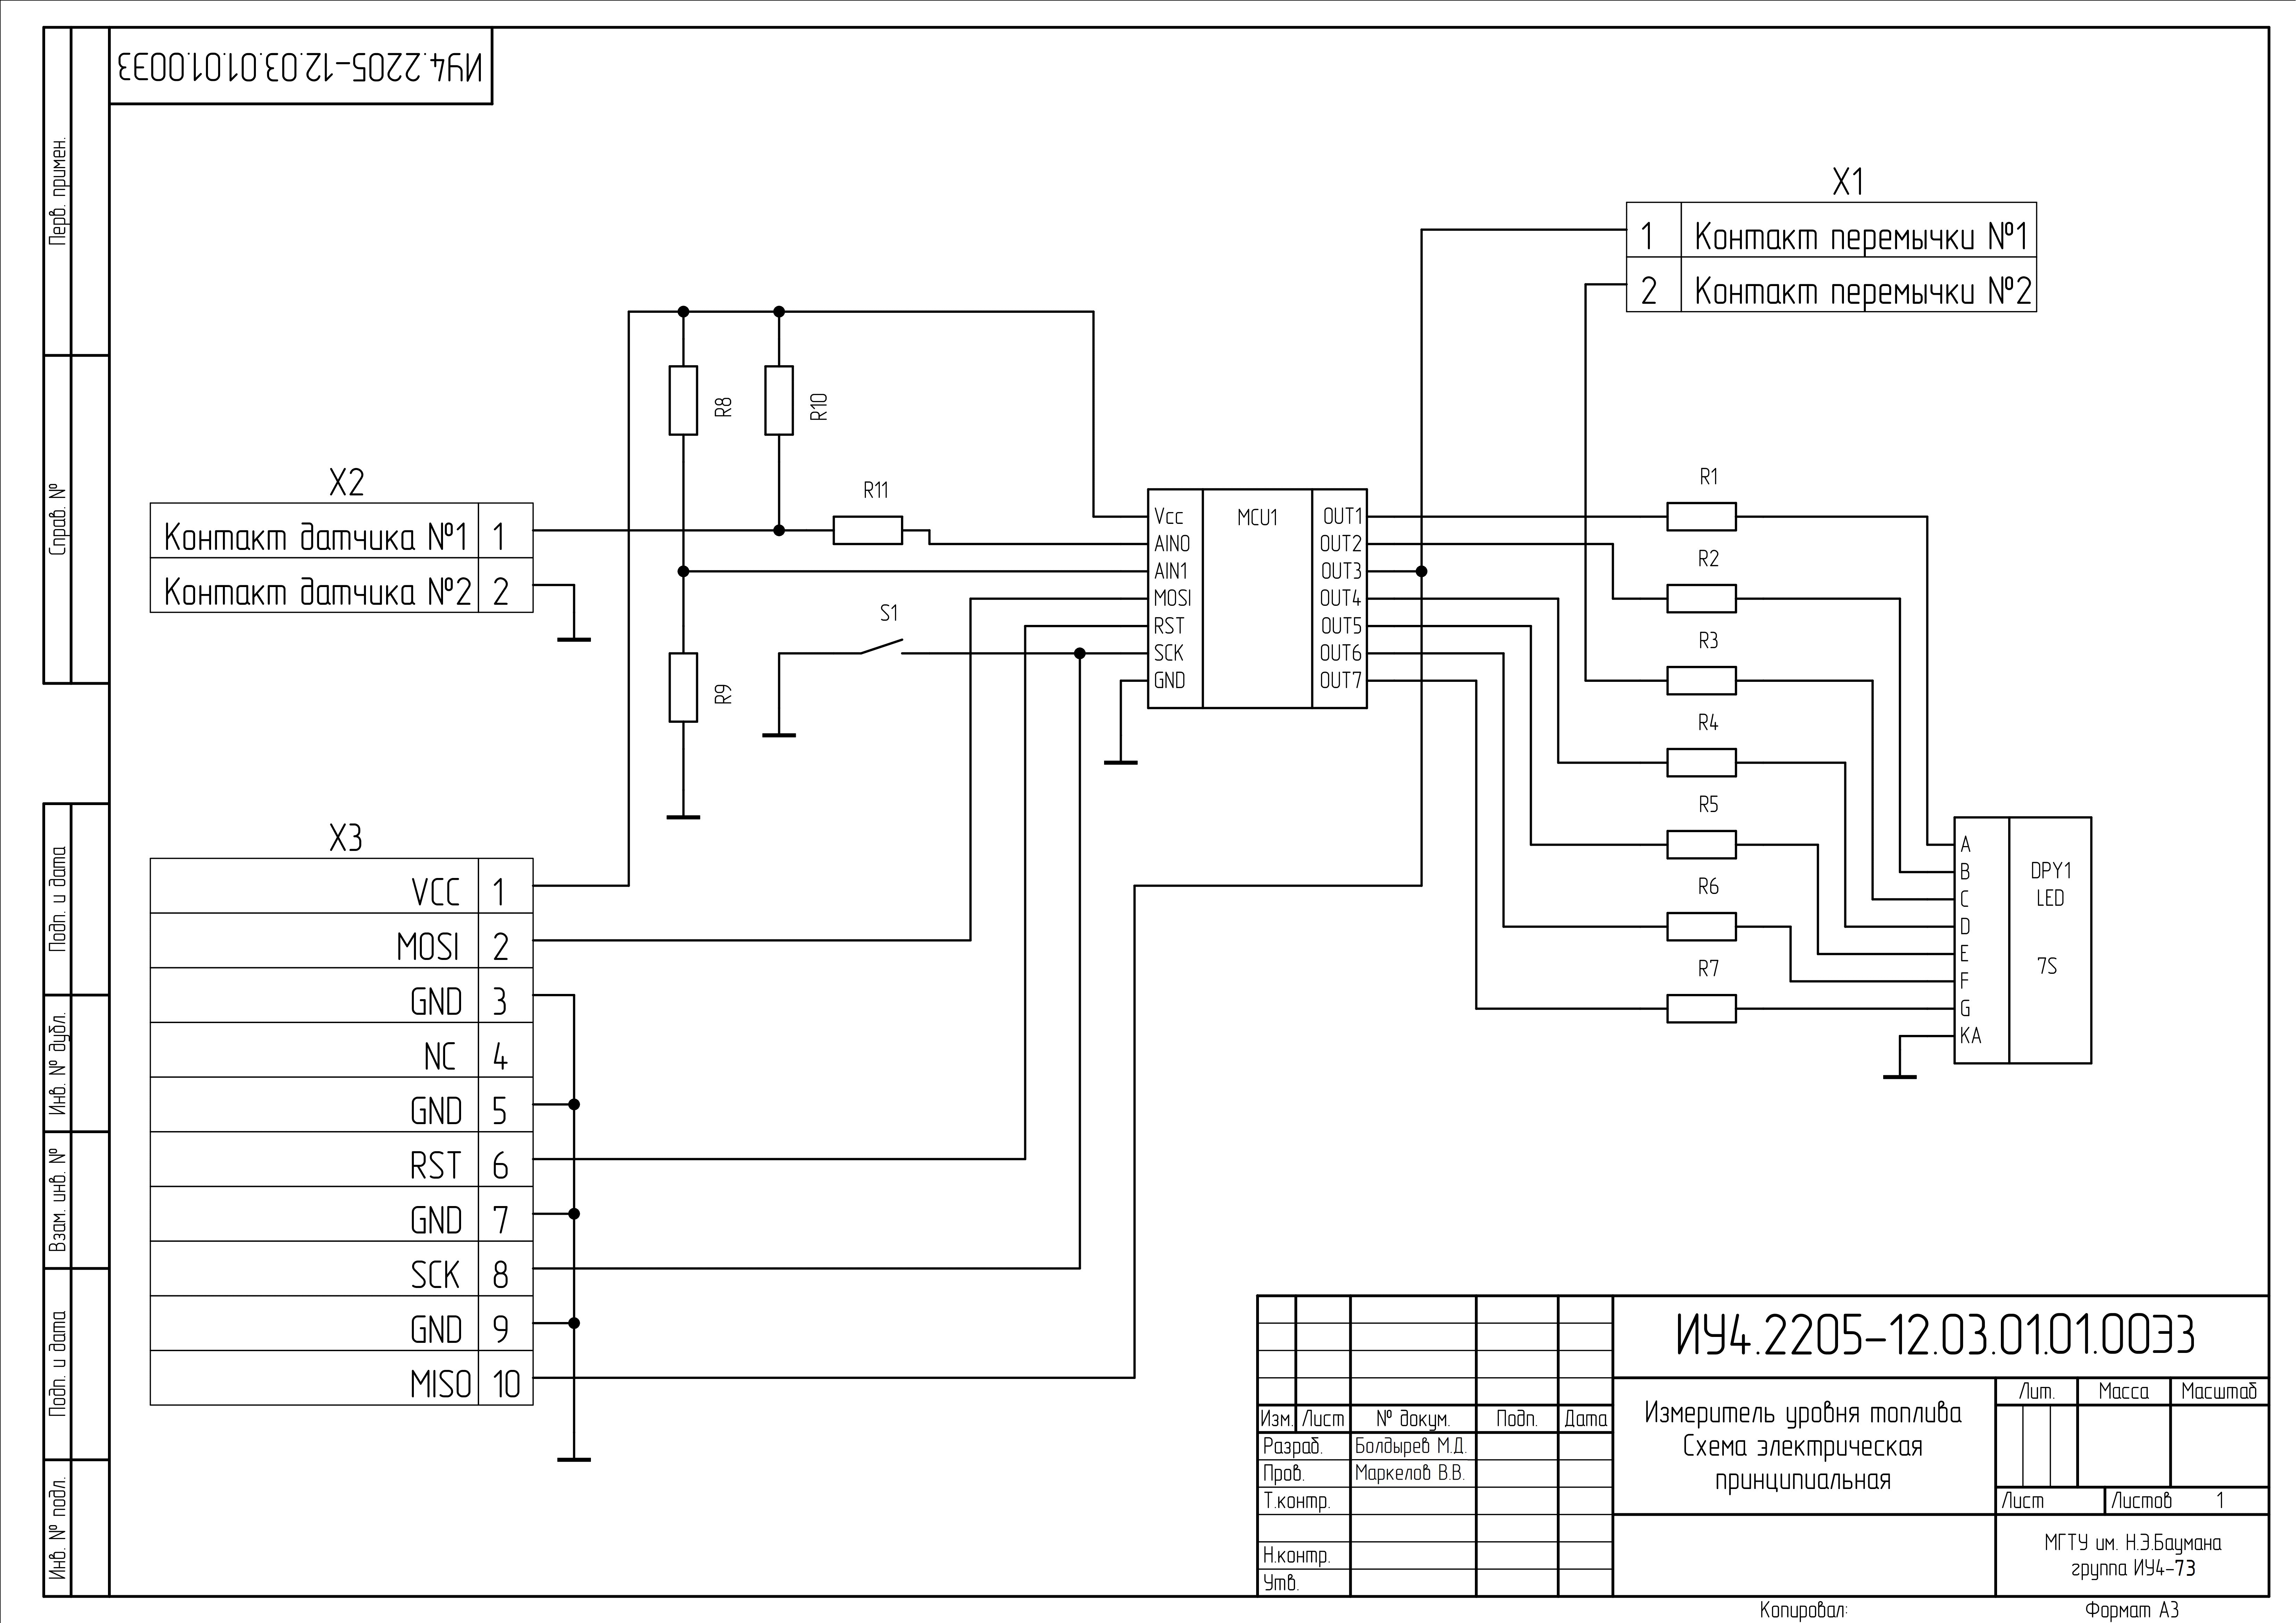 ИУ4.2205-12.03.01.01.00ЭЗ
Перв. примен.
Справ. №
Подп. и дата
Инв. № дубл.
Взам. инв. №
Подп. и дата
Инв. № подл.
X1
1 Контакт перемычки №1
2 Контакт перемычки №2
R8
R10
X2
Контакт датчика №1 1
Контакт датчика №2 2
R11
S1
R9
MCU1
Vcc OUT1
AIN0 OUT2
AIN1 OUT3
MOSI OUT4
RST OUT5
SCK OUT6
GND OUT7
R1
R2
R3
R4
R5
R6
R7
A
B
C
D
E
F
G
KA
DPY1
LED
7S
X3
VCC 1
MOSI 2
GND 3
NC 4
GND 5
RST 6
GND 7
SCK 8
GND 9
MISO 10
ИУ4.2205-12.03.01.01.00ЭЗ
Изм. Лист № докум. Подп. Дата
Разраб. Болдырев М.Д.
Пров. Маркелов В.В.
Т.контр.
Н.контр.
Утв.
Измеритель уровня топлива
Схема электрическая
принципиальная
Лит. Масса Масштаб
Лист Листов 1
МГТУ им. Н.Э.Баумана
группа ИУ4-73
Копировал: Формат А3